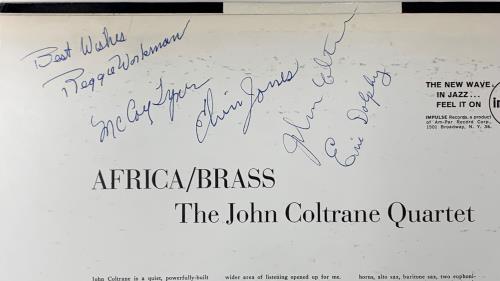 Best Wishes
Reggie Workman
McCoy Tyner
Elvin Jones
John Coltrane
Eric Dolphy
THE NEW WAVE
IN JAZZ...
FEEL IT ON
IMPULSE Records, a product
of Am-Par Record Corp.,
1501 Broadway, N. Y. 36.
AFRICA/BRASS
The John Coltrane Quartet
John Coltrane is a quiet, powerfully-built
wider area of listening opened up for me.
horns, alto sax, baritone sax, two euphoni-